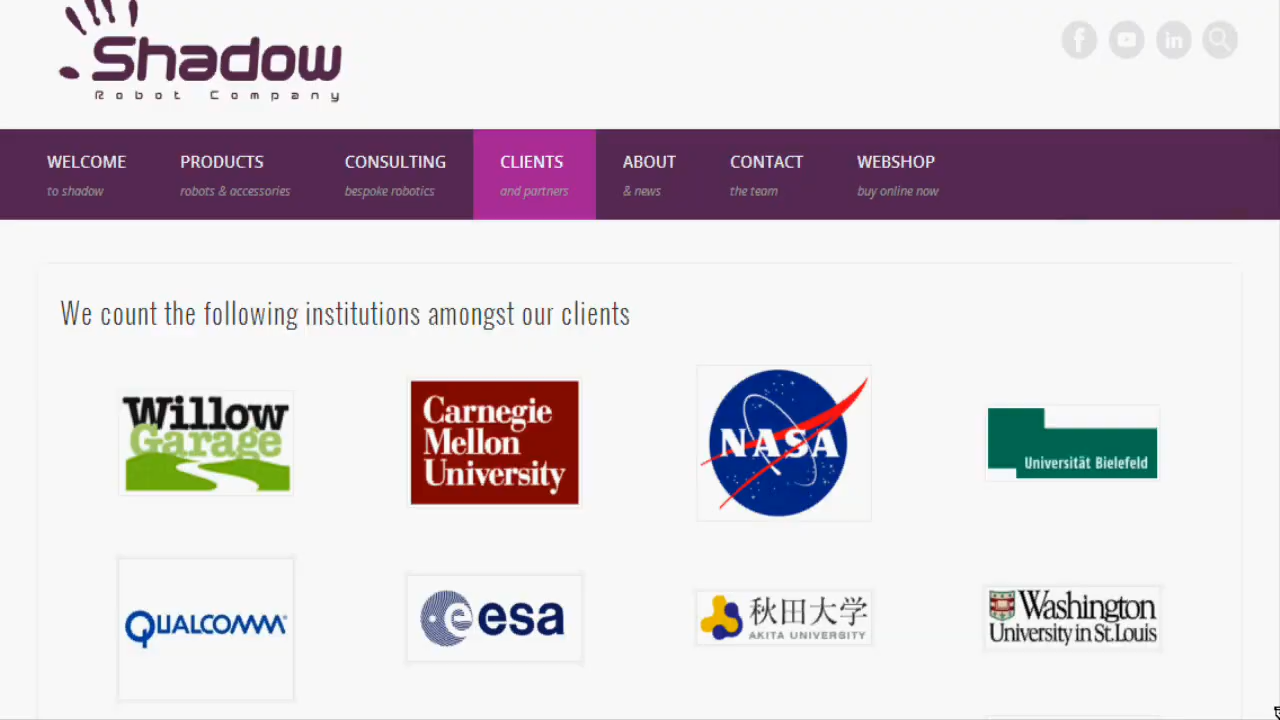 Shadow
Robot Company
WELCOME
to shadow
PRODUCTS
robots & accessories
CONSULTING
bespoke robotics
CLIENTS
and partners
ABOUT
& news
CONTACT
the team
WEBSHOP
buy online now
We count the following institutions amongst our clients
Willow
Garage
Carnegie
Mellon
University
NASA
Universität Bielefeld
QUALCOMM®
esa
秋田大学
AKITA UNIVERSITY
Washington
University in St. Louis